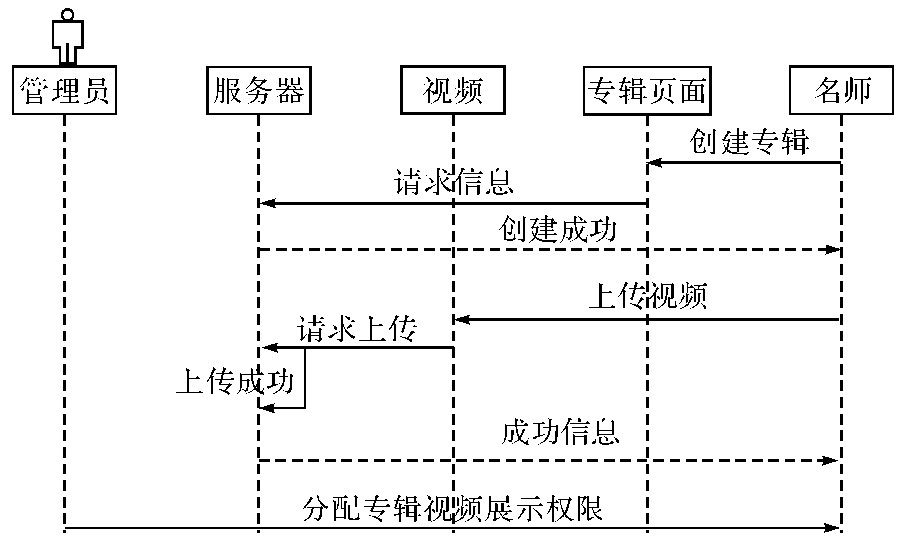 管理员
服务器
视频
专辑页面
名师
创建专辑
请求信息
创建成功
上传视频
请求上传
上传成功
成功信息
分配专辑视频展示权限